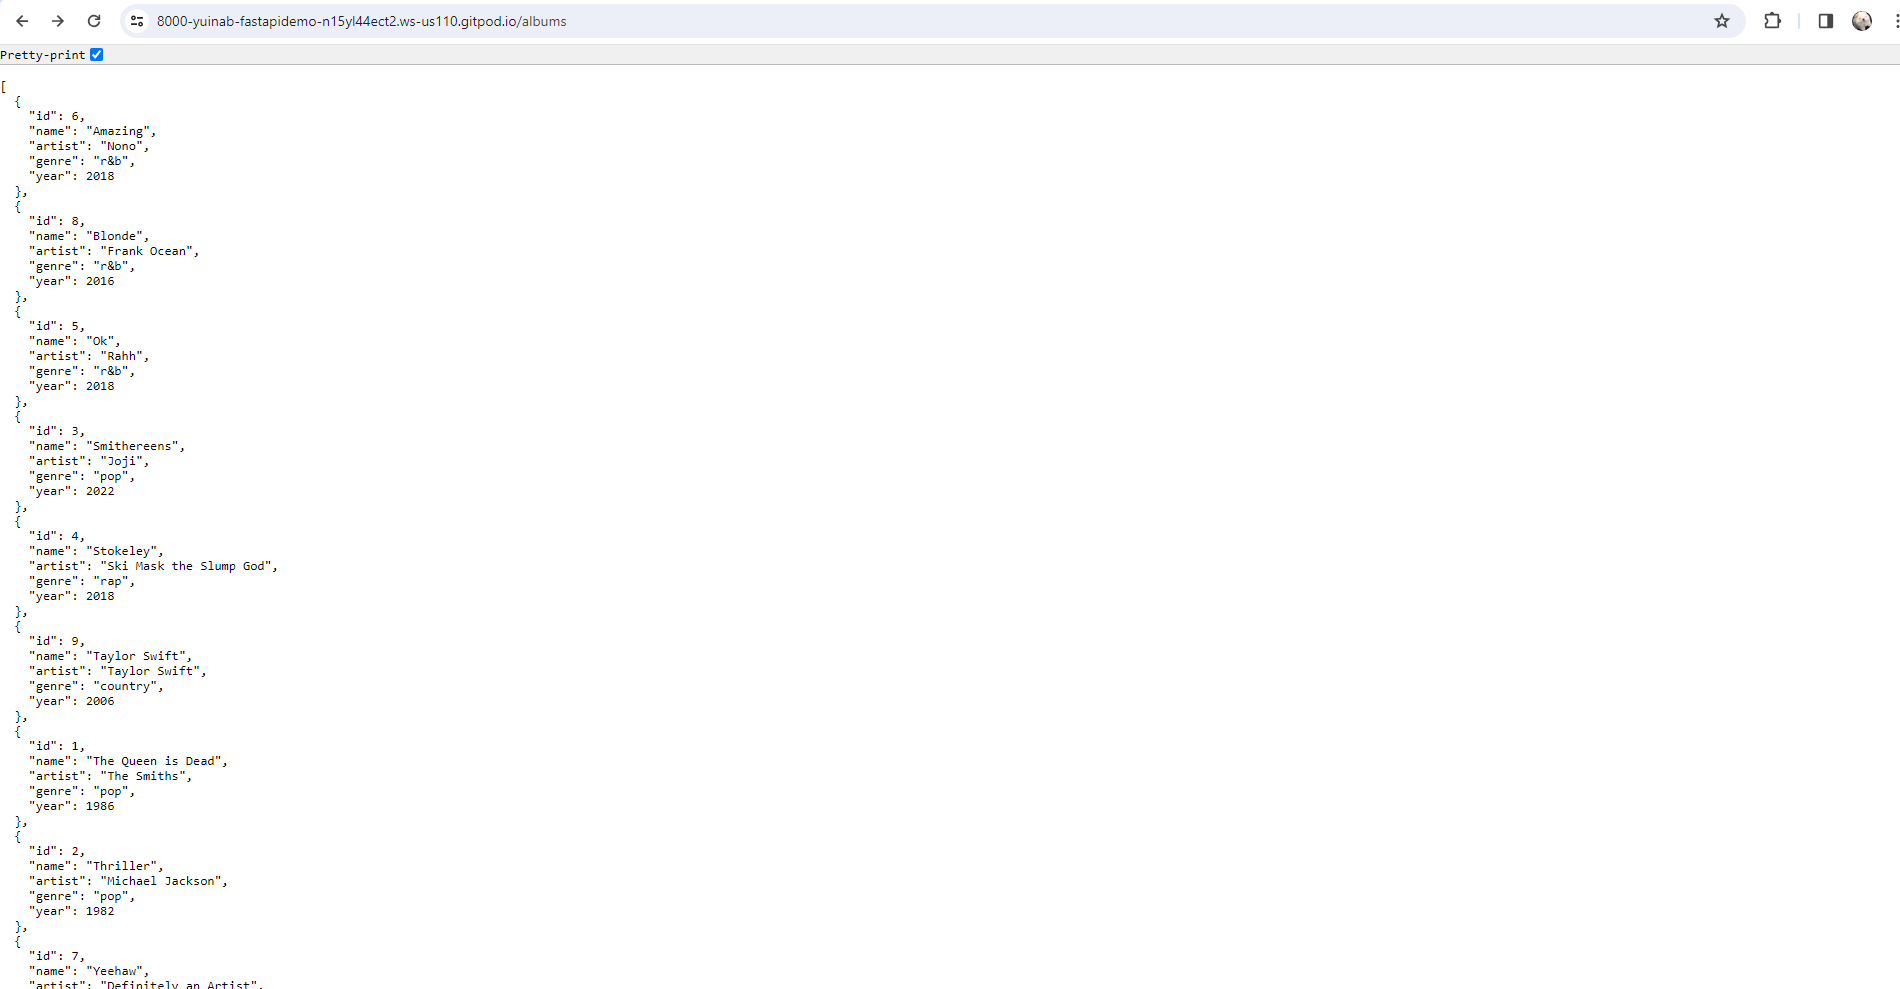 8000-yuinab-fastapidemo-n15yl44ect2.ws-us110.gitpod.io/albums
Pretty-print
[
  {
    "id": 6,
    "name": "Amazing",
    "artist": "Nono",
    "genre": "r&b",
    "year": 2018
  },
  {
    "id": 8,
    "name": "Blonde",
    "artist": "Frank Ocean",
    "genre": "r&b",
    "year": 2016
  },
  {
    "id": 5,
    "name": "Ok",
    "artist": "Rahh",
    "genre": "r&b",
    "year": 2018
  },
  {
    "id": 3,
    "name": "Smithereens",
    "artist": "Joji",
    "genre": "pop",
    "year": 2022
  },
  {
    "id": 4,
    "name": "Stokeley",
    "artist": "Ski Mask the Slump God",
    "genre": "rap",
    "year": 2018
  },
  {
    "id": 9,
    "name": "Taylor Swift",
    "artist": "Taylor Swift",
    "genre": "country",
    "year": 2006
  },
  {
    "id": 1,
    "name": "The Queen is Dead",
    "artist": "The Smiths",
    "genre": "pop",
    "year": 1986
  },
  {
    "id": 2,
    "name": "Thriller",
    "artist": "Michael Jackson",
    "genre": "pop",
    "year": 1982
  },
  {
    "id": 7,
    "name": "Yeehaw",
    "artist": "Definitely an Artist",